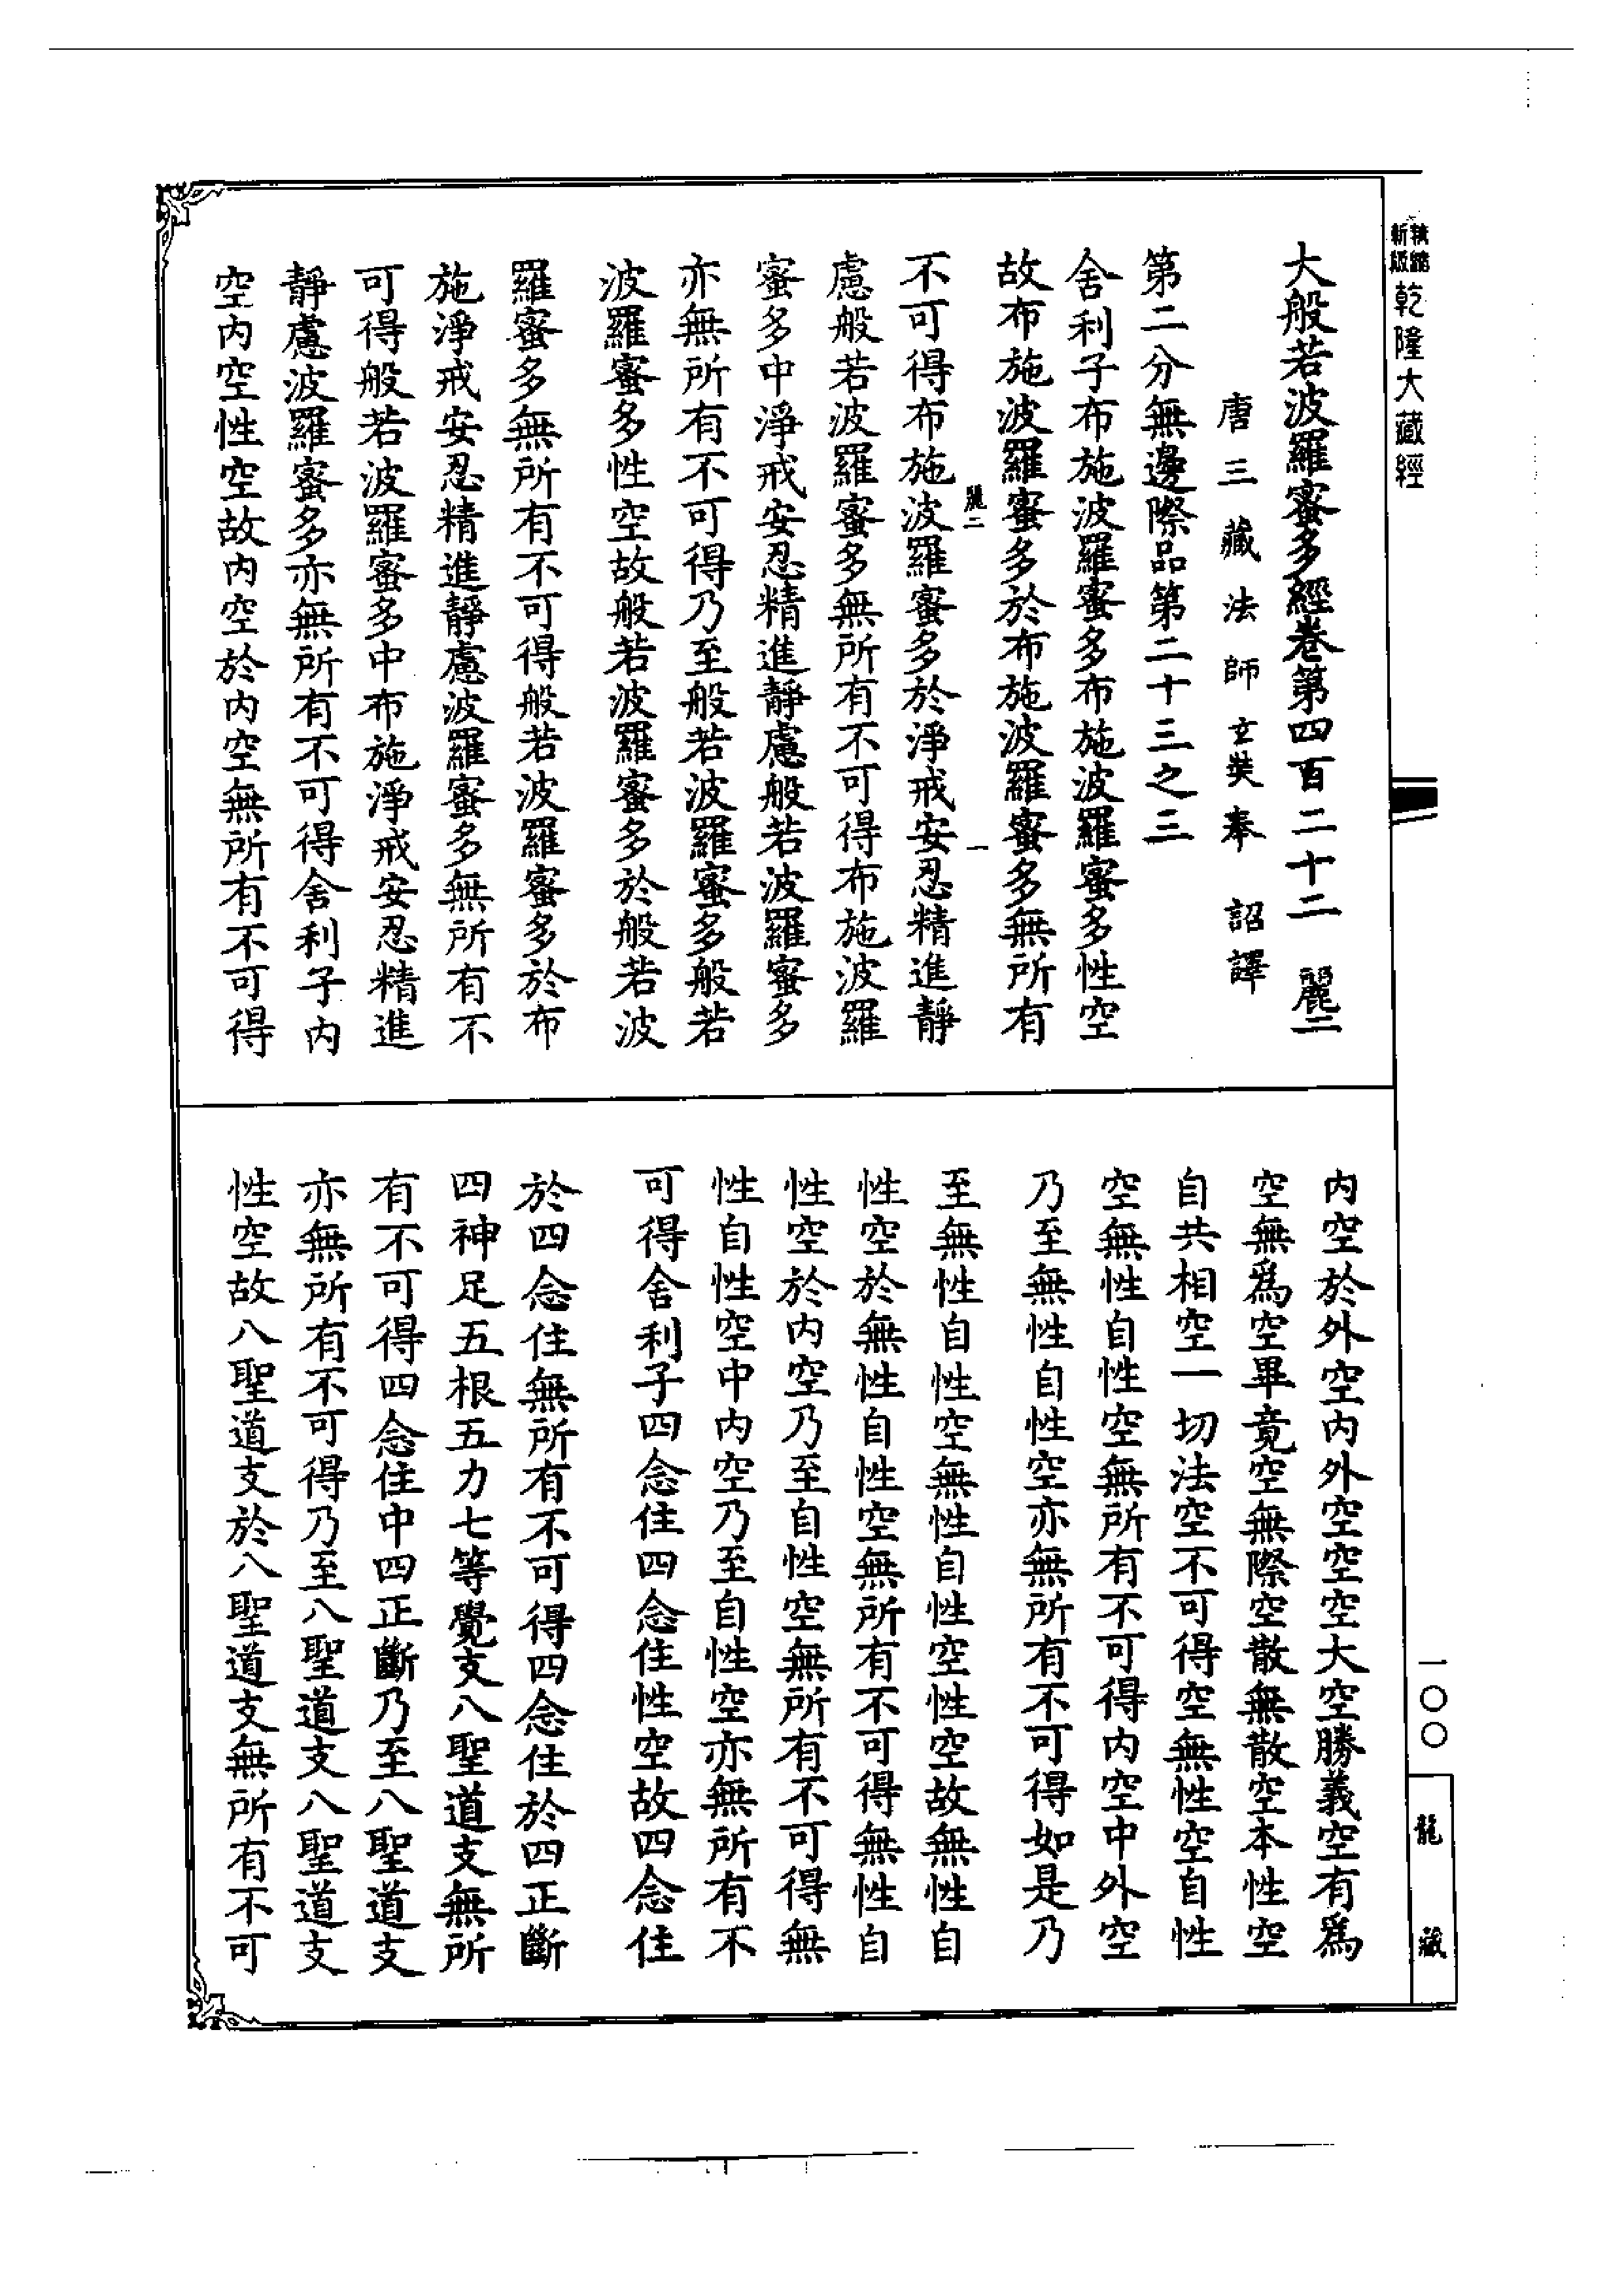 乾隆大藏經
大般若波羅蜜多經卷第四百二十二　麗二
唐三藏法師玄奘奉　詔譯
第二分無邊際品第二十三之三
舍利子布施波羅蜜多布施波羅蜜多性空
故布施波羅蜜多於布施波羅蜜多無所有
麗二　一
不可得布施波羅蜜多於淨戒安忍精進靜
慮般若波羅蜜多無所有不可得布施波羅
蜜多中淨戒安忍精進靜慮般若波羅蜜多
亦無所有不可得乃至般若波羅蜜多般若
波羅蜜多性空故般若波羅蜜多於般若波
羅蜜多無所有不可得般若波羅蜜多於布
施淨戒安忍精進靜慮波羅蜜多無所有不
可得般若波羅蜜多中布施淨戒安忍精進
靜慮波羅蜜多亦無所有不可得舍利子內
空內空性空故內空於內空無所有不可得
內空於外空內外空空空大空勝義空有爲
空無爲空畢竟空無際空散無散空本性空
自共相空一切法空不可得空無性空自性
空無性自性空無所有不可得內空中外空
乃至無性自性空亦無所有不可得如是乃
至無性自性空無性自性空性空故無性自
性空於無性自性空無所有不可得無性自
性空於內空乃至自性空無所有不可得無
性自性空中內空乃至自性空亦無所有不
可得舍利子四念住四念住性空故四念住
於四念住無所有不可得四念住於四正斷
四神足五根五力七等覺支八聖道支無所
有不可得四念住中四正斷乃至八聖道支
亦無所有不可得乃至八聖道支八聖道支
性空故八聖道支於八聖道支無所有不可
一〇〇
龍藏